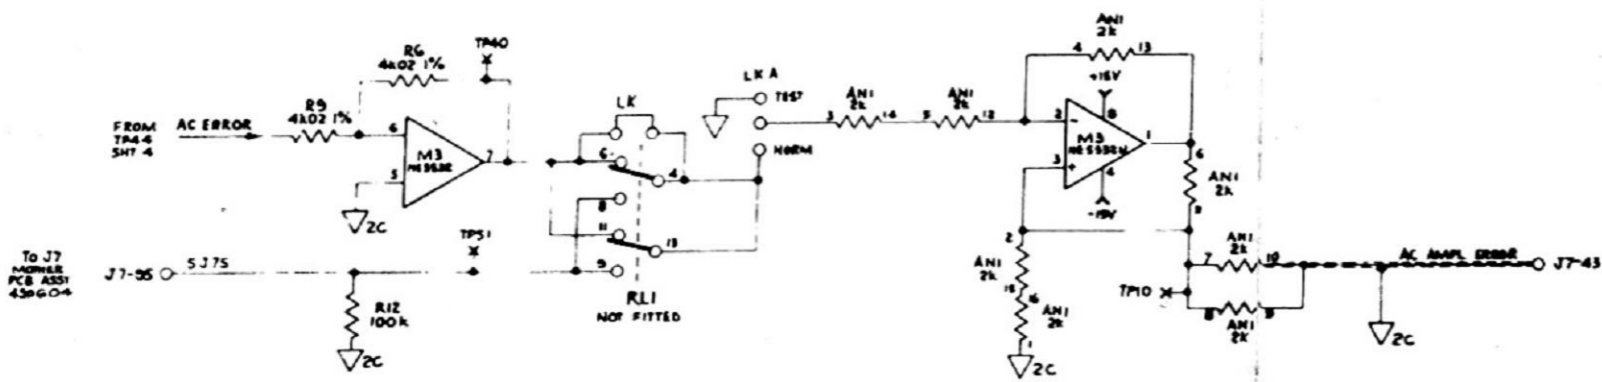 AN1
2k
4
13
TP40
R6
4k02 1%
+15V
LK A
TEST
LK
AN1
2k
AN1
2k
3
14
5
12
R9
4k02 1%
FROM
TP44
SHT 4
AC ERROR
6
7
5
M3
2C
6
4
NORM
2
8
1
M3
3
4
-15V
6
AN1
2k
8
11
13
9
RL1
NOT FITTED
TP51
To J7
MOTHER
PCB ASSY
J7-95
SJ75
R12
100k
2C
2
AN1
2k
15
16
AN1
2k
1
2C
AN1
2k
7
10
TP10
8
9
AN1
2k
AC AMPL ERROR
J7-43
2C